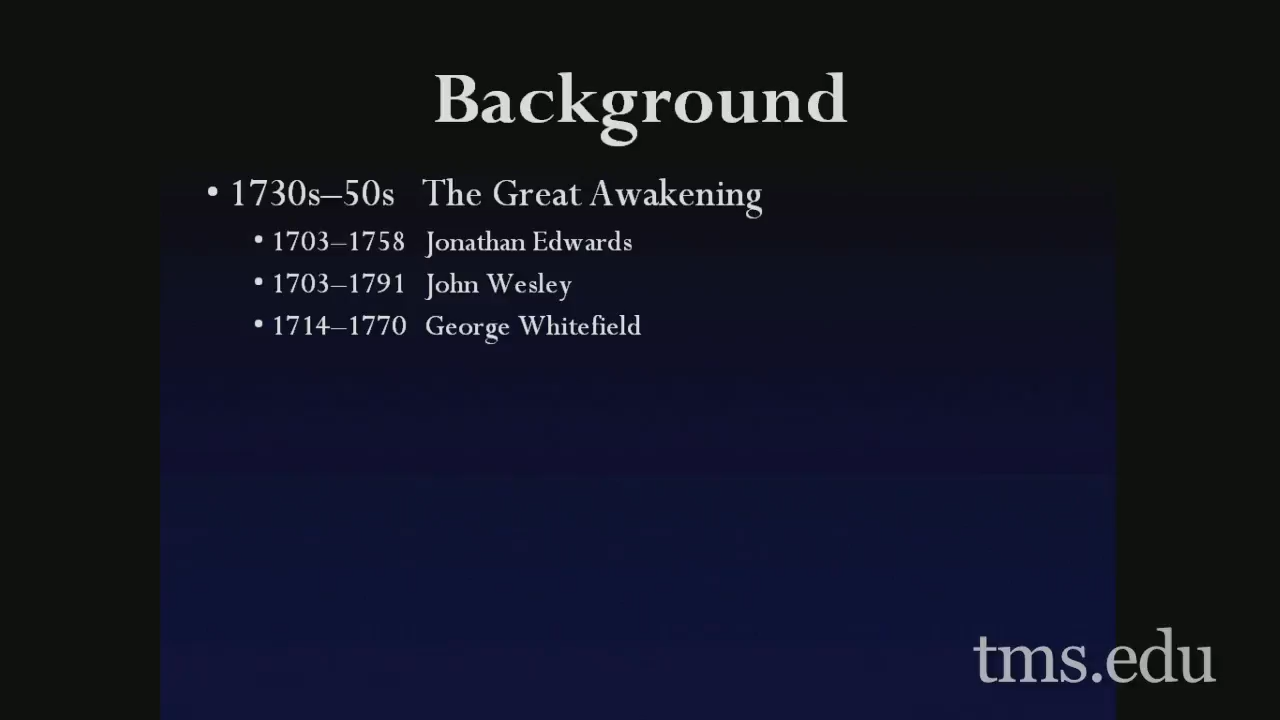 Background
• 1730s–50s The Great Awakening
• 1703–1758 Jonathan Edwards
• 1703–1791 John Wesley
• 1714–1770 George Whitefield
tms.edu